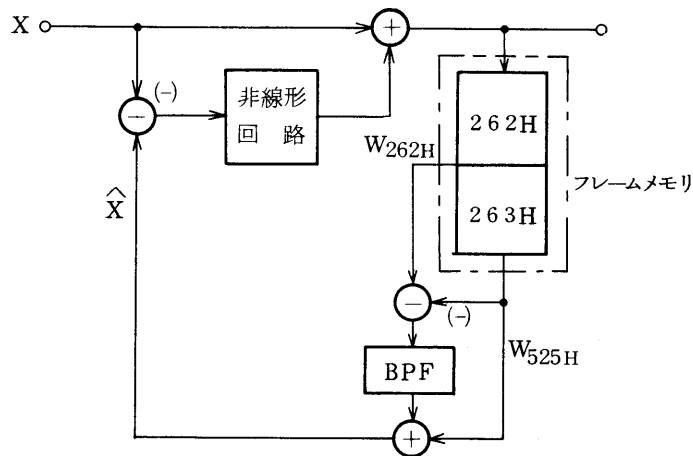 X
+
(−)
−
非線形
回 路
262H
W262H
263H
フレームメモリ
X̂
−
(−)
W525H
BPF
+